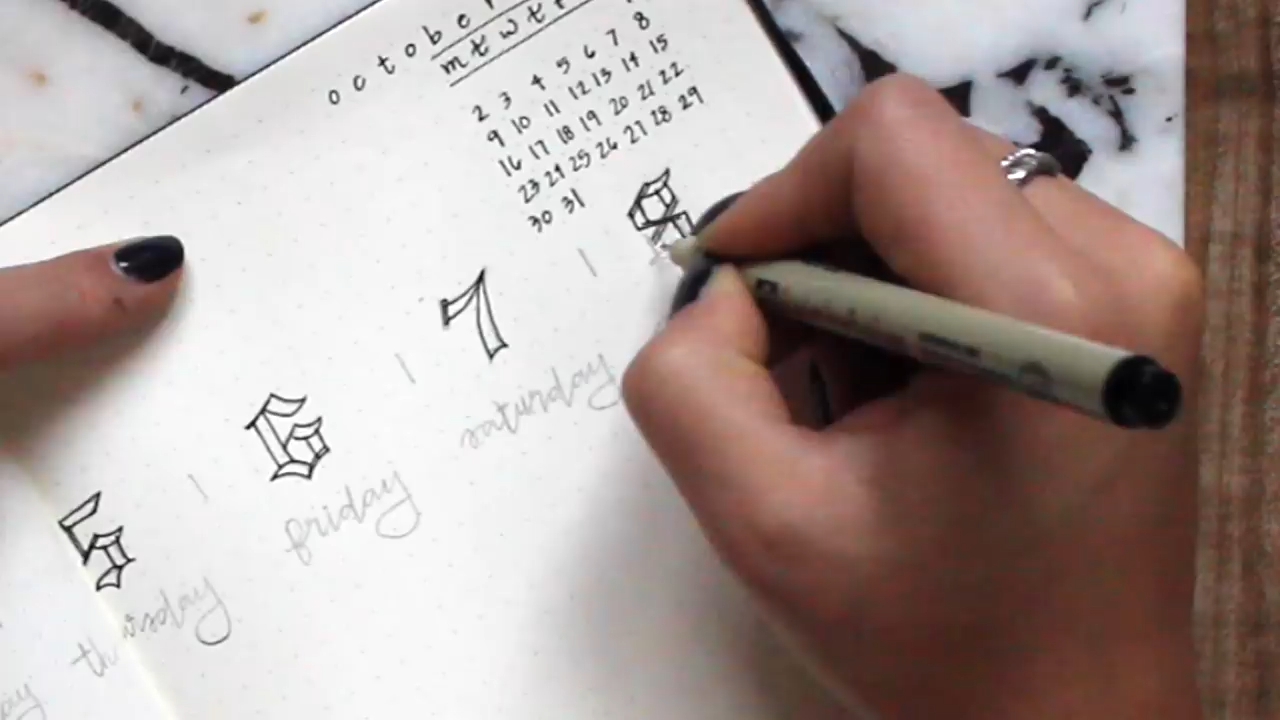 october
m t w t f
2 3 4 5 6 7 8
9 10 11 12 13 14 15
16 17 18 19 20 21 22
23 24 25 26 27 28 29
30 31
5 | 6 | 7 | 8
thursday friday saturday